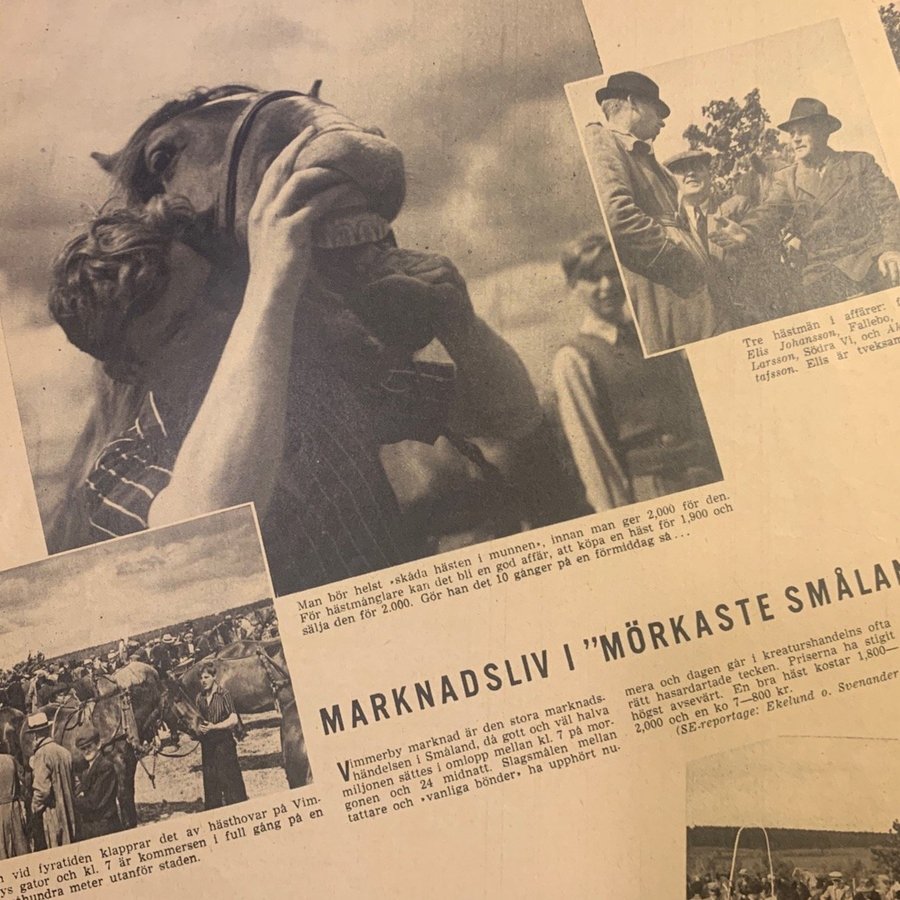 Tre hästmän i affärer: f
Elis Johansson, Fallebo,
Larsson, Södra Vi, och
tafsson. Elis är tveksam
Man bör helst »skåda hästen i munnen», innan man ger 2,000 för den.
För hästmånglare kan det bli en god affär, att köpa en häst för 1,900 och
sälja den för 2.000. Gör han det 10 gånger på en förmiddag så...
MARKNADSLIV I "MÖRKASTE SMÅLAN
Vimmerby marknad är den stora marknads-
händelsen i Småland, då gott och väl halva
miljonen sättes i omlopp mellan kl. 7 på mor-
gonen och 24 midnatt. Slagsmålen mellan
tattare och »vanliga bönder» ha upphört nu-
mera och dagen går i kreaturshandelns ofta
rätt hasardartade tecken. Priserna ha stigit
högst avsevärt. En bra häst kostar 1,800—
2,000 och en ko 7—800 kr.
(SE-reportage: Ekelund o. Svenander
vid fyratiden klapprar det av hästhovar på Vim-
ys gator och kl. 7 är kommersen i full gång på en
hundra meter utanför staden.